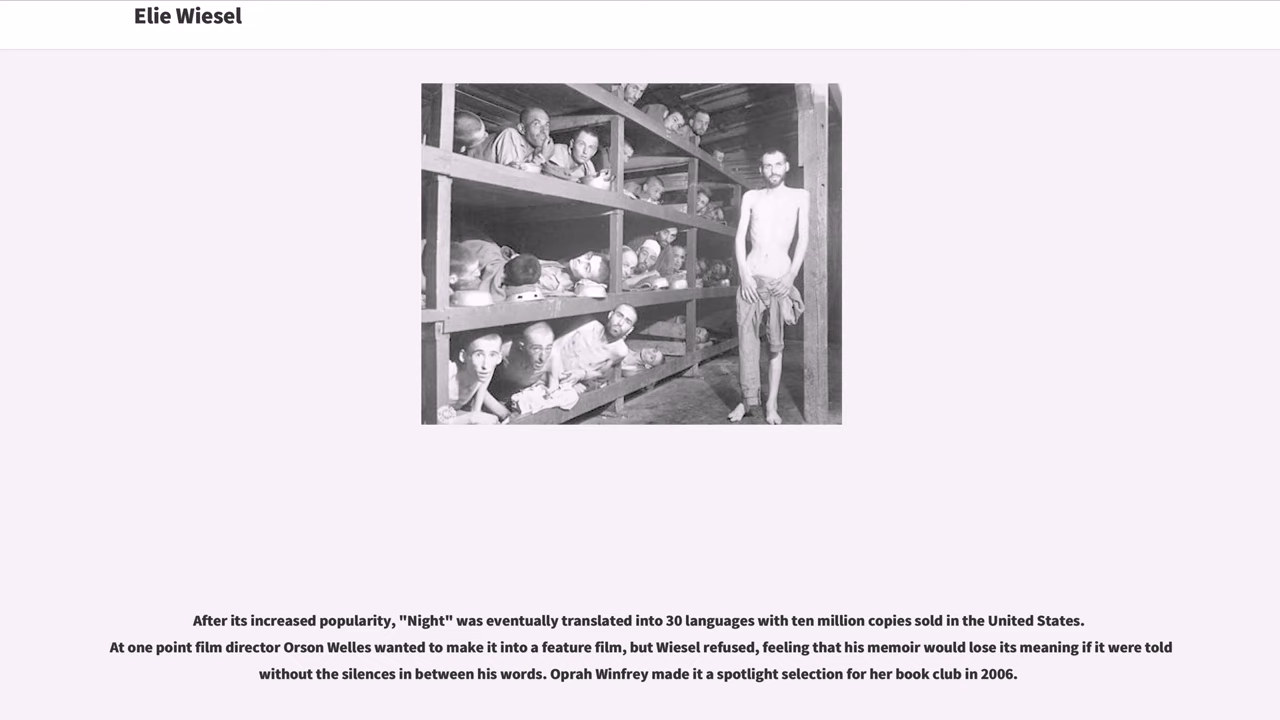 Elie Wiesel
After its increased popularity, "Night" was eventually translated into 30 languages with ten million copies sold in the United States.
At one point film director Orson Welles wanted to make it into a feature film, but Wiesel refused, feeling that his memoir would lose its meaning if it were told
without the silences in between his words. Oprah Winfrey made it a spotlight selection for her book club in 2006.